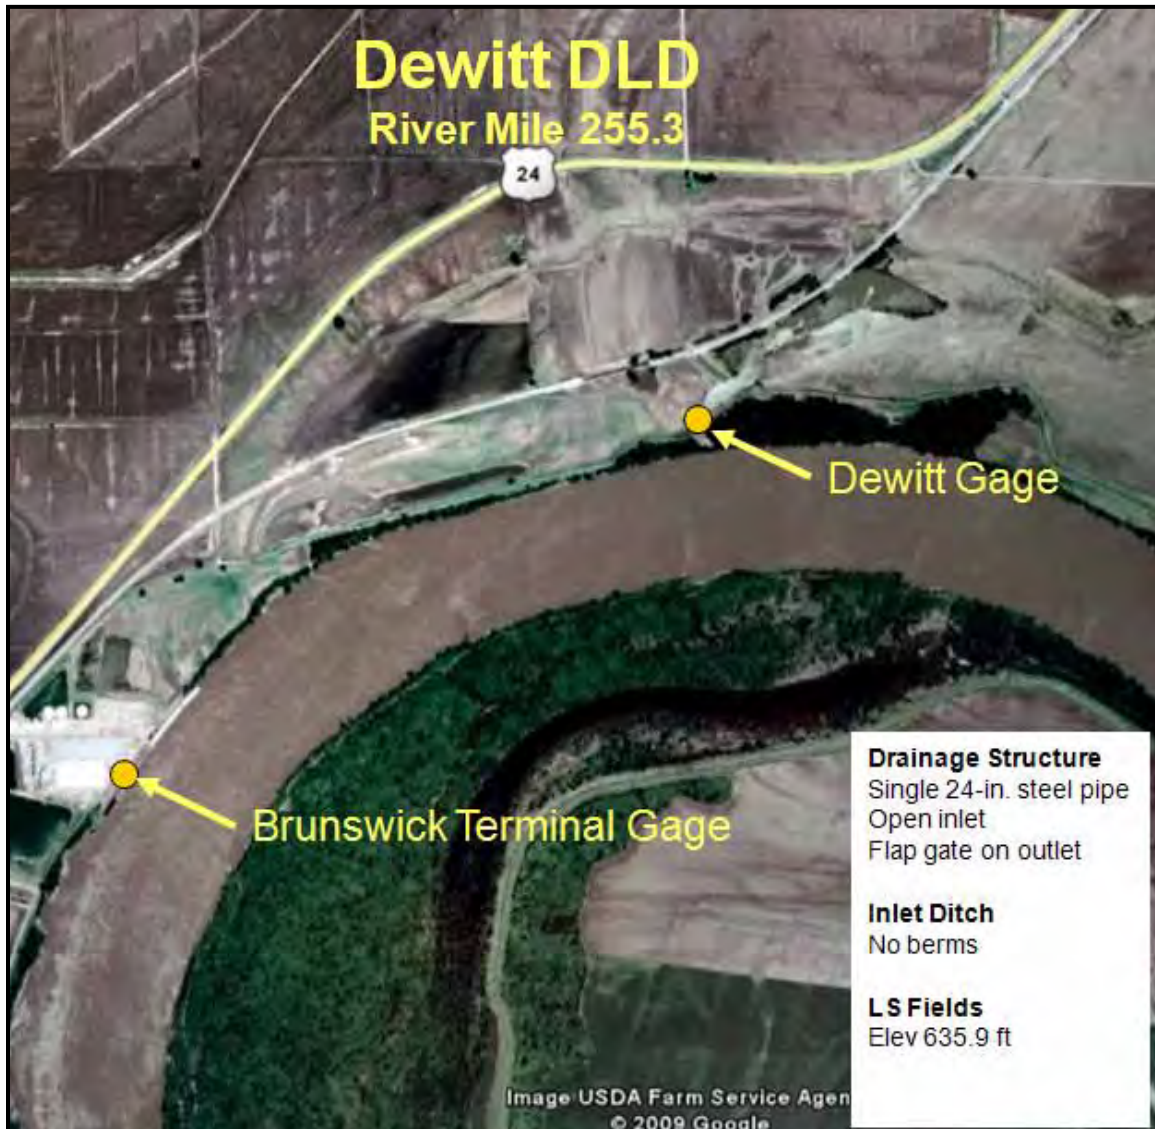 Dewitt DLD
River Mile 255.3
24
Dewitt Gage
Brunswick Terminal Gage
Drainage Structure
Single 24-in. steel pipe
Open inlet
Flap gate on outlet
Inlet Ditch
No berms
LS Fields
Elev 635.9 ft
Image USDA Farm Service Agen
© 2009 Google